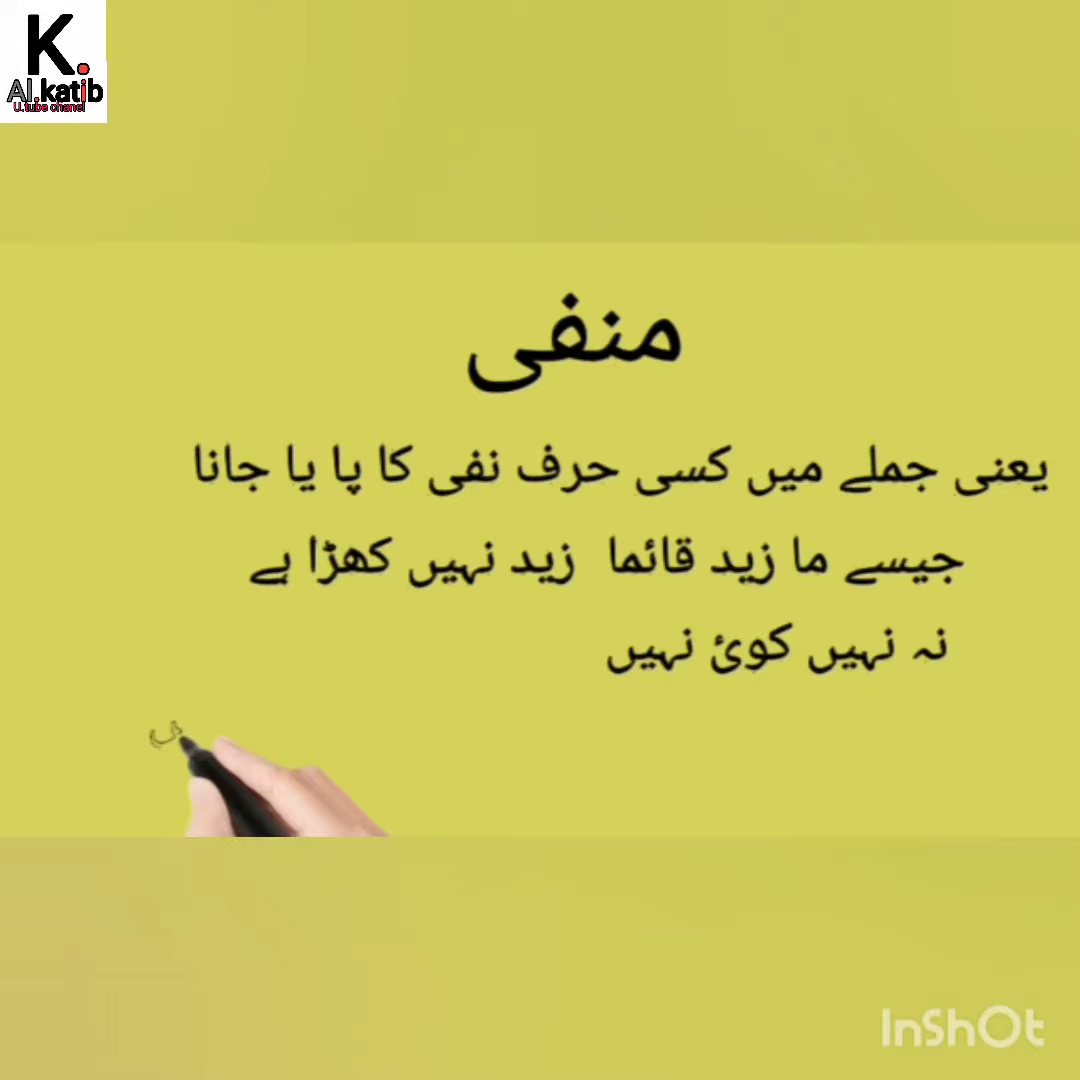 K.
Al.katib
U.tube chanel
منفی
یعنی جملے میں کسی حرف نفی کا پا یا جانا
جیسے ما زید قائما زید نہیں کھڑا ہے
نہ نہیں کوئ نہیں
InShOt